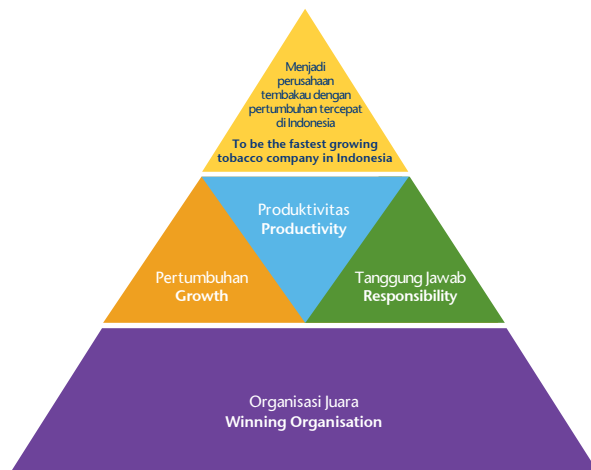 Menjadi
perusahaan
tembakau dengan
pertumbuhan tercepat
di Indonesia
To be the fastest growing
tobacco company in Indonesia
Produktivitas
Productivity
Pertumbuhan
Growth
Tanggung Jawab
Responsibility
Organisasi Juara
Winning Organisation